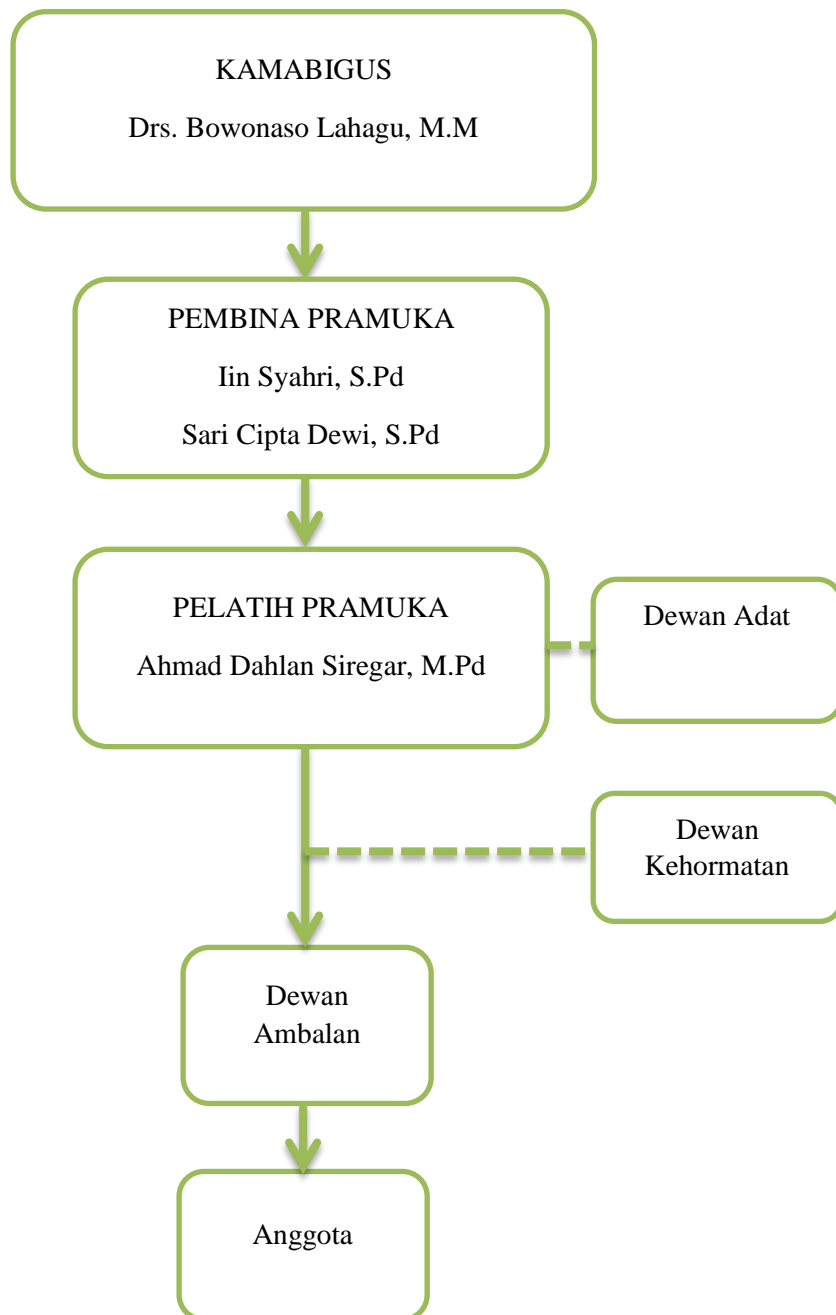 KAMABIGUS
Drs. Bowonaso Lahagu, M.M
PEMBINA PRAMUKA
Iin Syahri, S.Pd
Sari Cipta Dewi, S.Pd
PELATIH PRAMUKA
Ahmad Dahlan Siregar, M.Pd
Dewan Adat
Dewan
Kehormatan
Dewan
Ambalan
Anggota